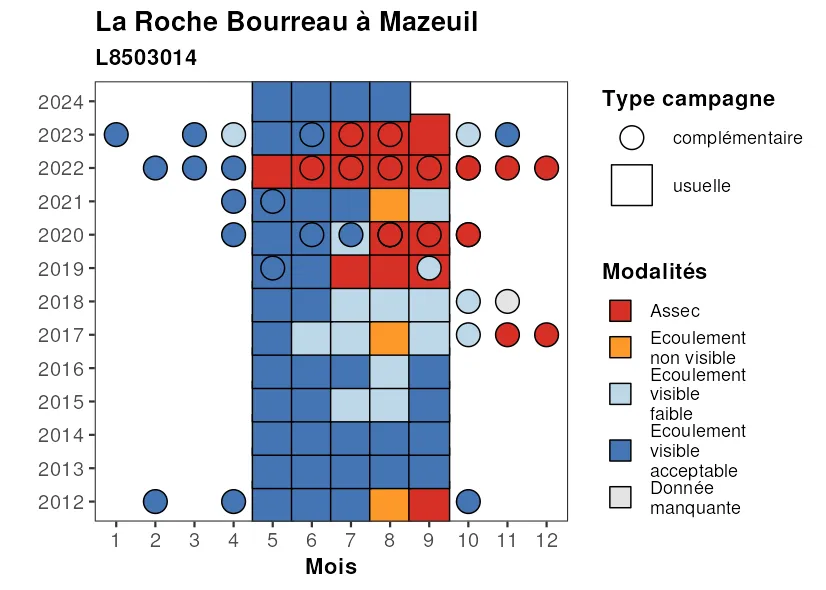 La Roche Bourreau à Mazeuil
L8503014
2024
2023
2022
2021
2020
2019
2018
2017
2016
2015
2014
2013
2012
1 2 3 4 5 6 7 8 9 10 11 12
Mois
Type campagne
complémentaire
usuelle
Modalités
Assec
Ecoulement
non visible
Ecoulement
visible
faible
Ecoulement
visible
acceptable
Donnée
manquante